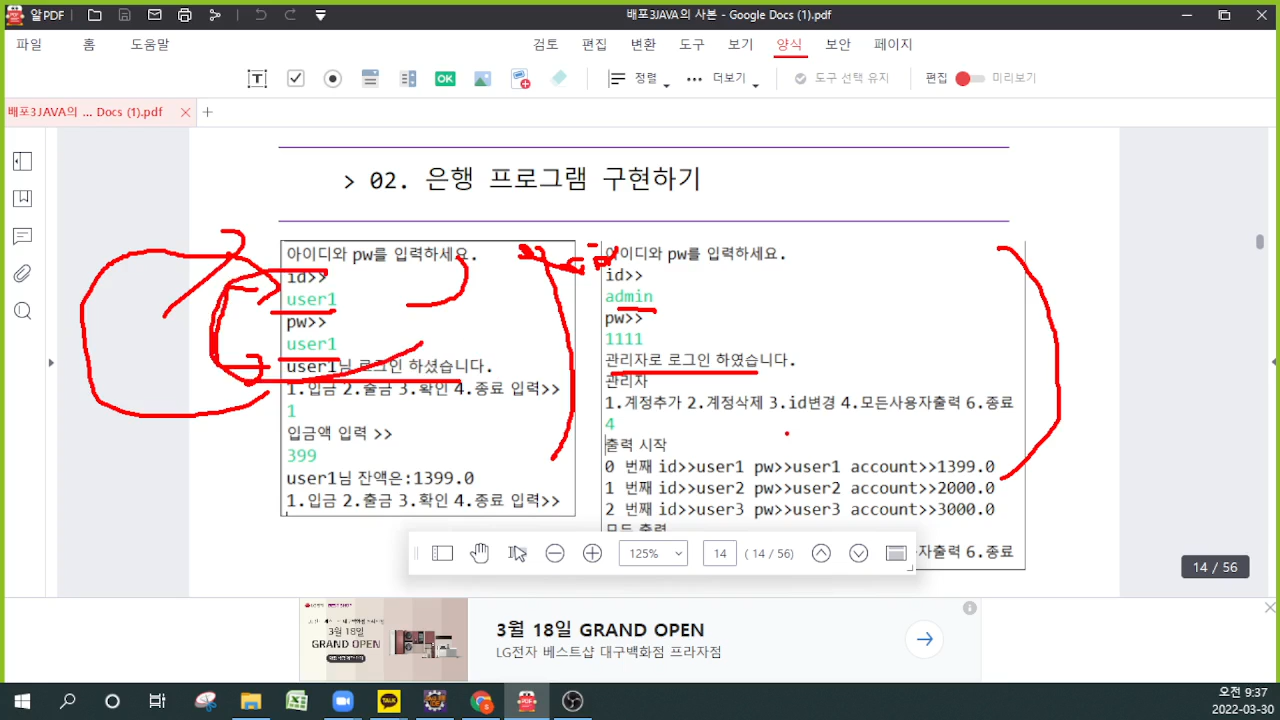 알PDF
배포3JAVA의 사본 - Google Docs (1).pdf
파일 홈 도움말 검토 편집 변환 도구 보기 양식 보안 페이지
T OK 정렬 더보기 도구 선택 유지 편집 미리보기
배포3JAVA의 ... Docs (1).pdf
> 02. 은행 프로그램 구현하기
아이디와 pw를 입력하세요.
id>>
user1
pw>>
user1
user1님 로그인 하셨습니다.
1.입금 2.출금 3.확인 4.종료 입력>>
1
입금액 입력 >>
399
user1님 잔액은:1399.0
1.입금 2.출금 3.확인 4.종료 입력>>
아이디와 pw를 입력하세요.
id>>
admin
pw>>
1111
관리자로 로그인 하였습니다.
관리자
1.계정추가 2.계정삭제 3.id변경 4.모든사용자출력 6.종료
4
출력 시작
0 번째 id>>user1 pw>>user1 account>>1399.0
1 번째 id>>user2 pw>>user2 account>>2000.0
2 번째 id>>user3 pw>>user3 account>>3000.0
모든 출력
용자출력 6.종료
125% 14 ( 14 / 56)
14 / 56
3월 18일
GRAND OPEN
3월 18일 GRAND OPEN
LG전자 베스트샵 대구백화점 프라자점
TALK
PDF
오전 9:37
2022-03-30